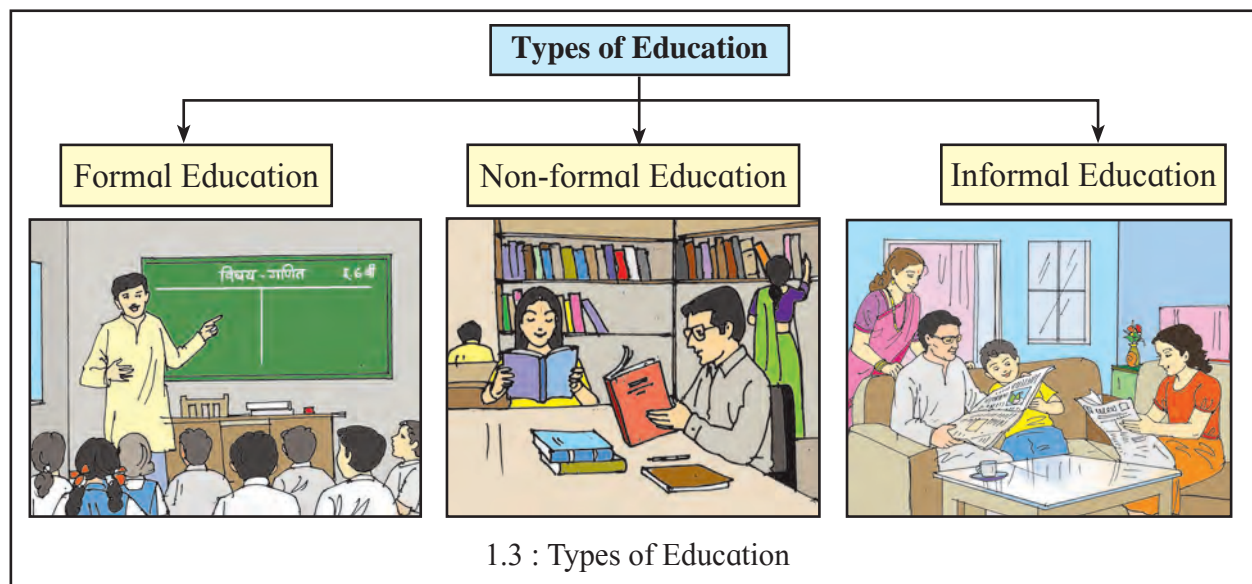 Types of Education
Formal Education
Non-formal Education
Informal Education
विषय - गणित
1.3 : Types of Education